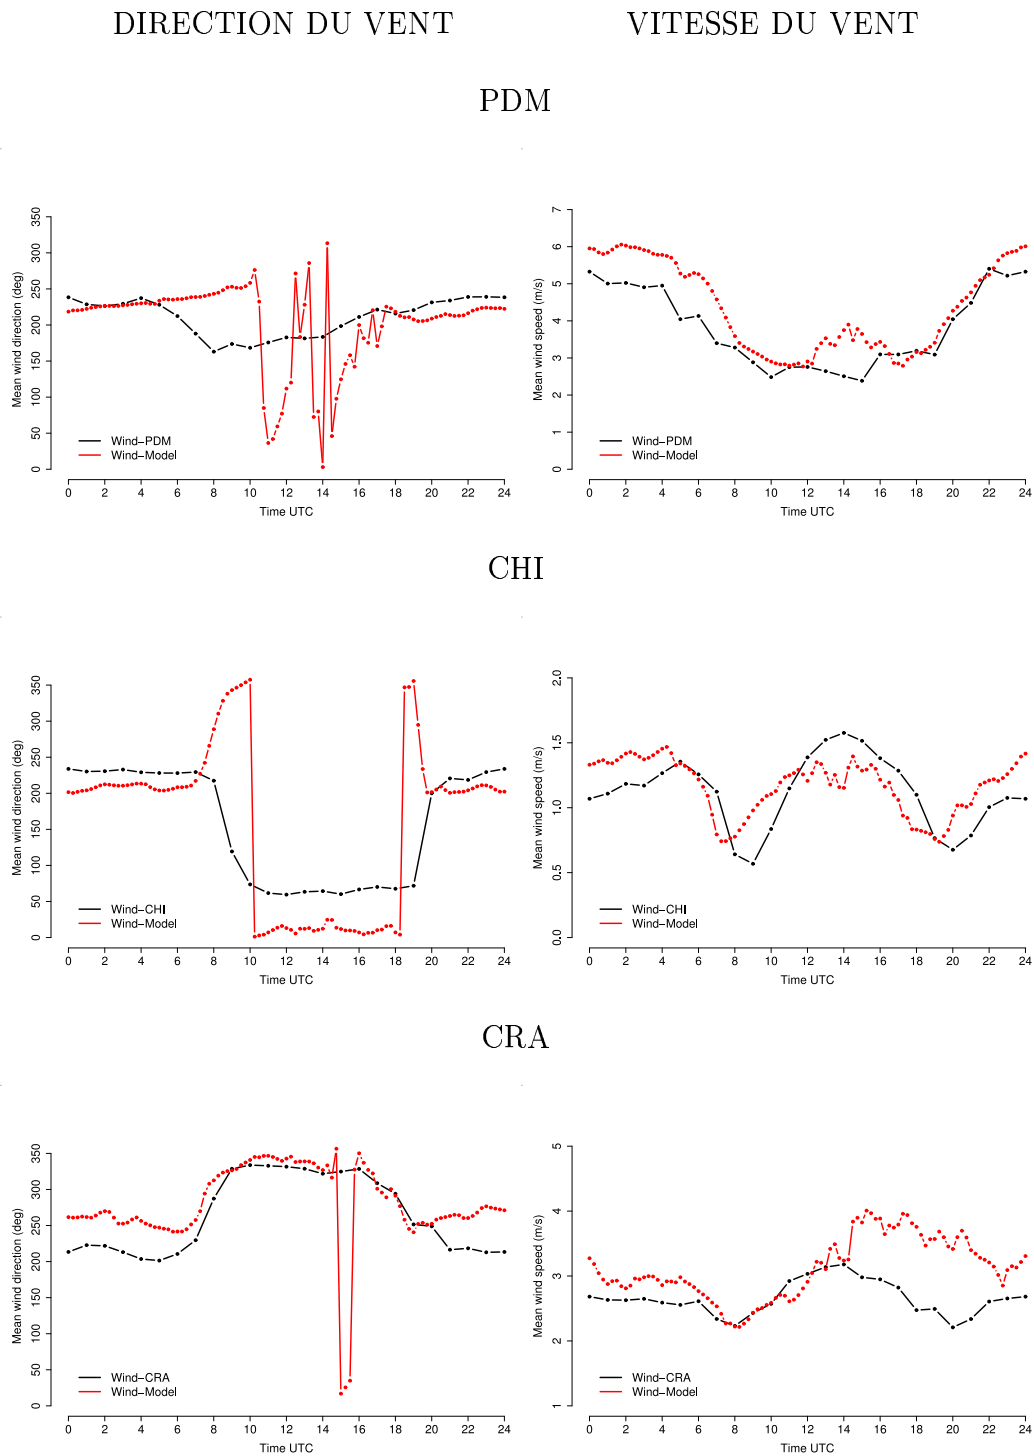 DIRECTION DU VENT
VITESSE DU VENT
PDM
Mean wind direction (deg)
0 50 100 150 200 250 300 350
Wind-PDM
Wind-Model
0 2 4 6 8 10 12 14 16 18 20 22 24
Time UTC
Mean wind speed (m/s)
0 1 2 3 4 5 6 7
Wind-PDM
Wind-Model
0 2 4 6 8 10 12 14 16 18 20 22 24
Time UTC
CHI
Mean wind direction (deg)
0 50 100 150 200 250 300 350
Wind-CHI
Wind-Model
0 2 4 6 8 10 12 14 16 18 20 22 24
Time UTC
Mean wind speed (m/s)
0.0 0.5 1.0 1.5 2.0
Wind-CHI
Wind-Model
0 2 4 6 8 10 12 14 16 18 20 22 24
Time UTC
CRA
Mean wind direction (deg)
0 50 100 150 200 250 300 350
Wind-CRA
Wind-Model
0 2 4 6 8 10 12 14 16 18 20 22 24
Time UTC
Mean wind speed (m/s)
1 2 3 4 5
Wind-CRA
Wind-Model
0 2 4 6 8 10 12 14 16 18 20 22 24
Time UTC